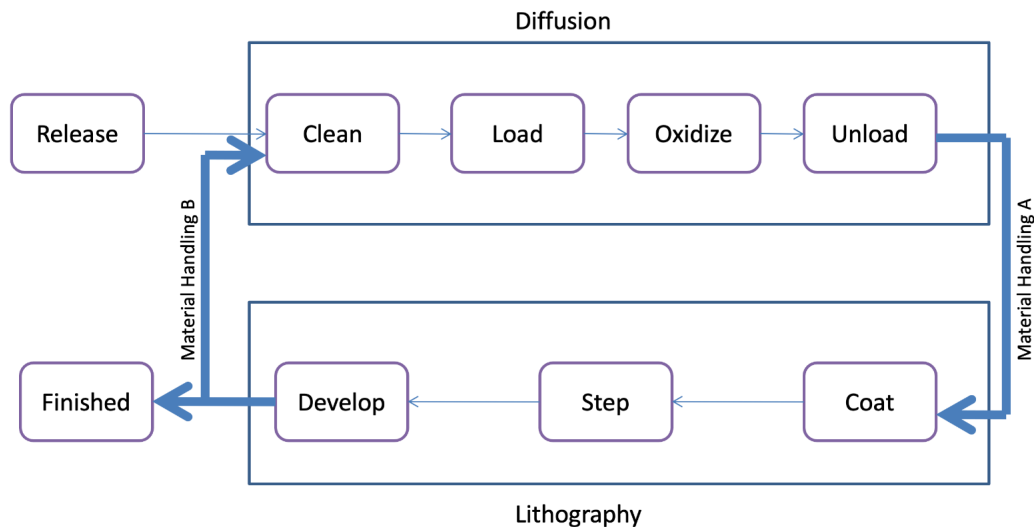 Diffusion
Release
Clean
Load
Oxidize
Unload
Material Handling B
Material Handling A
Finished
Develop
Step
Coat
Lithography